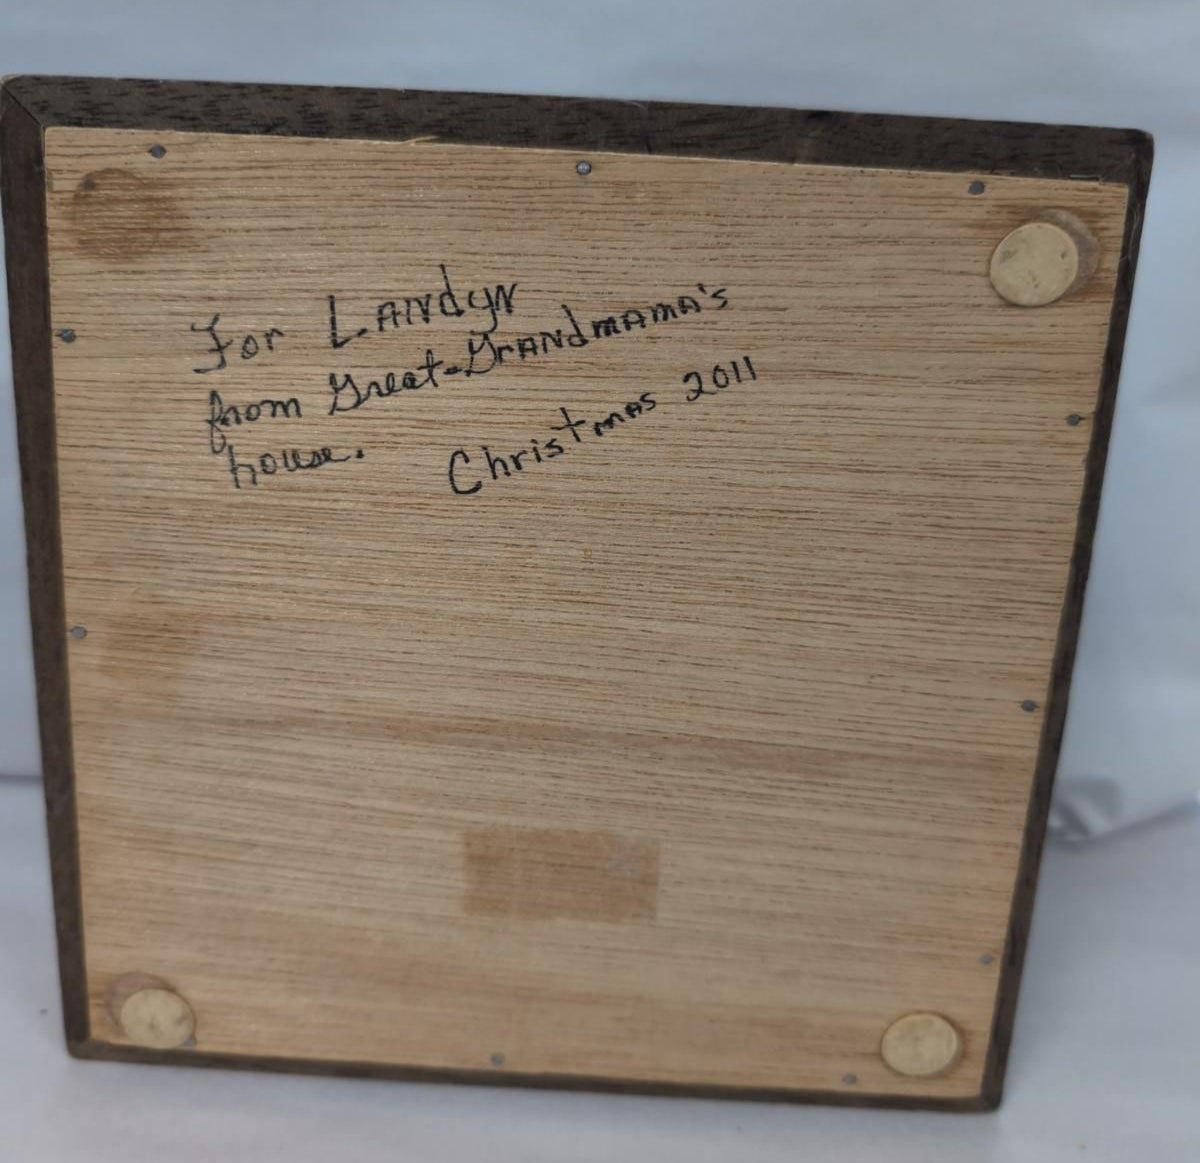 For Landyn
from Great-Grandmama's
house.
Christmas 2011